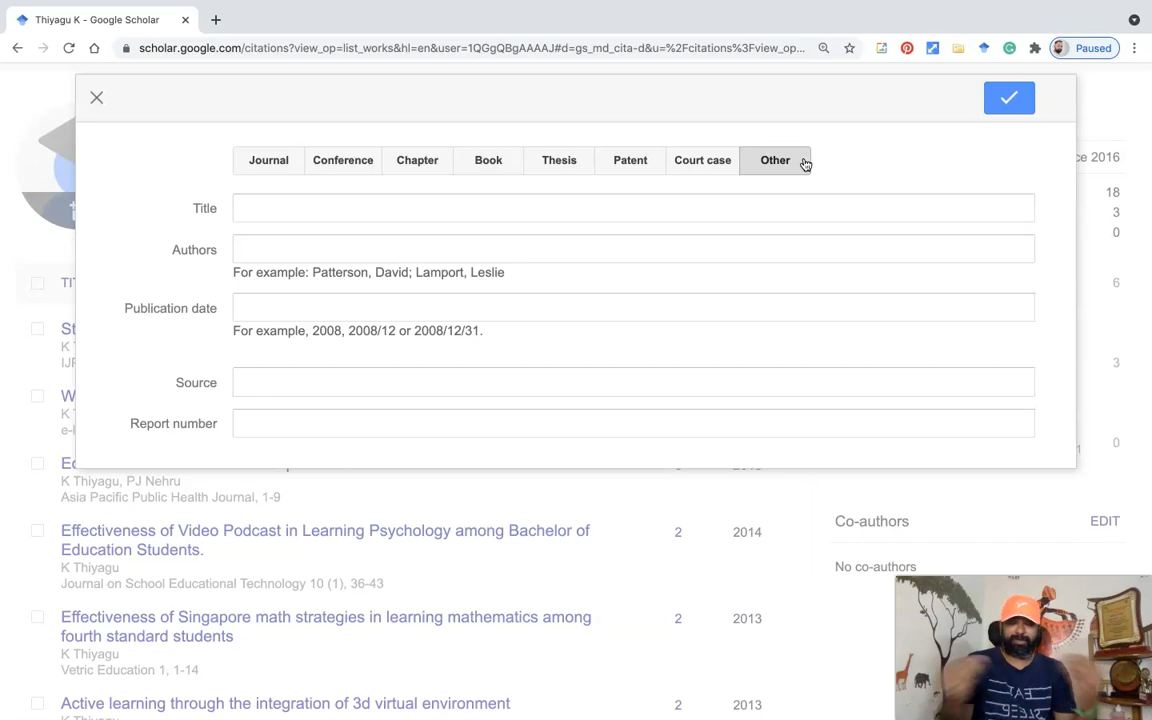 Thiyagu K - Google Scholar
scholar.google.com/citations?view_op=list_works&hl=en&user=1QGgQBgAAAAJ#d=gs_md_cita-d&u=%2Fcitations%3Fview_op...
Paused
Journal
Conference
Chapter
Book
Thesis
Patent
Court case
Other
Title
Authors
For example: Patterson, David; Lamport, Leslie
Publication date
For example, 2008, 2008/12 or 2008/12/31.
Source
Report number
ce 2016
18
3
0
6
3
0
1
K Thiyagu, PJ Nehru
Asia Pacific Public Health Journal, 1-9
Effectiveness of Video Podcast in Learning Psychology among Bachelor of
Education Students.
2
2014
K Thiyagu
Journal on School Educational Technology 10 (1), 36-43
Effectiveness of Singapore math strategies in learning mathematics among
fourth standard students
2
2013
K Thiyagu
Vetric Education 1, 1-14
Active learning through the integration of 3d virtual environment
2
2013
Co-authors
EDIT
No co-authors
EAT
SLEEP